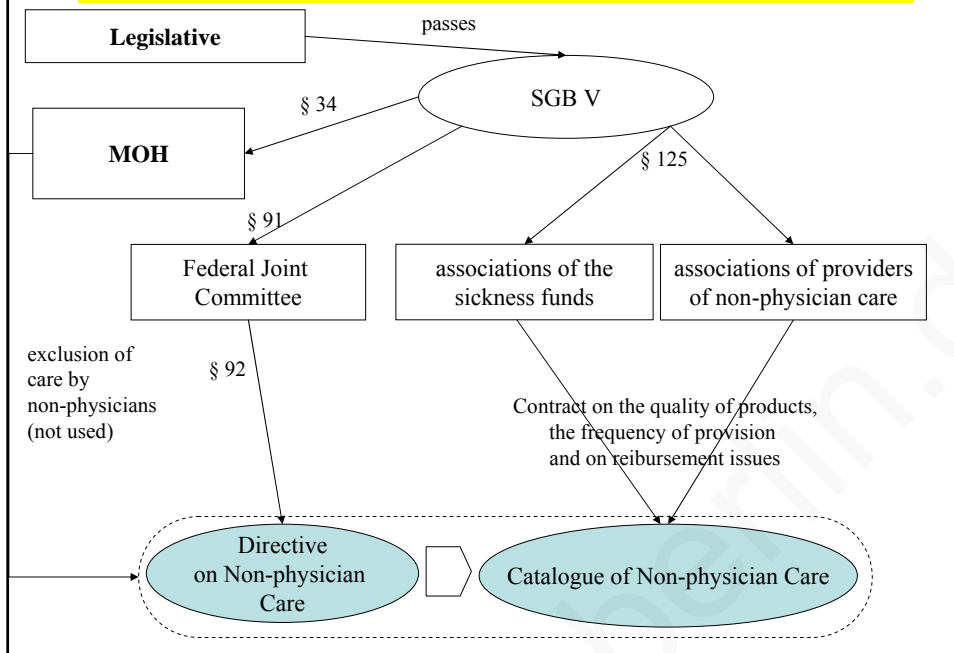 Legislative
passes
SGB V
§ 34
MOH
§ 125
§ 91
Federal Joint
Committee
associations of the
sickness funds
associations of providers
of non-physician care
exclusion of
care by
non-physicians
(not used)
§ 92
Contract on the quality of products,
the frequency of provision
and on reibursement issues
Directive
on Non-physician
Care
Catalogue of Non-physician Care
berlin.d